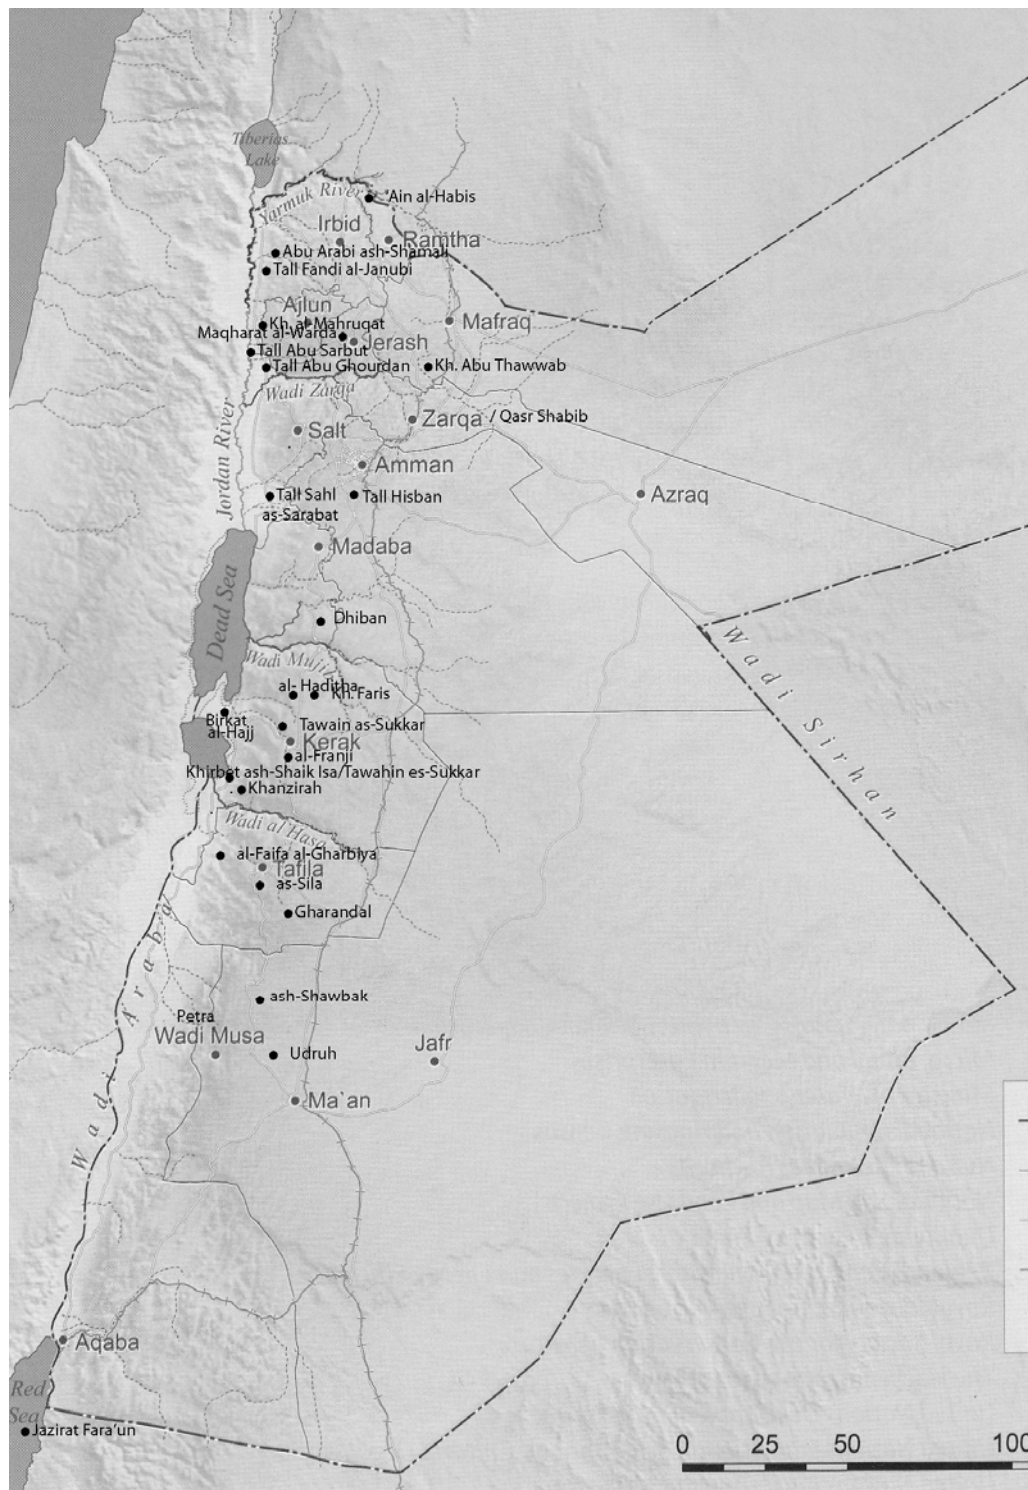 Tiberias
Lake
Yarmuk River
'Ain al-Habis
Irbid
Ramtha
Abu Arabi ash-Shamali
Tall Fandi al-Janubi
Ajlun
Mafraq
Kh. al-Mahruqat
Maqharat al-Warda
Jerash
Tall Abu Sarbut
Tall Abu Ghourdan
Kh. Abu Thawwab
Wadi Zarqa
Zarqa / Qasr Shabib
Jordan River
Salt
Amman
Azraq
Tall Sahl
as-Sarabat
Tall Hisban
Madaba
Dead Sea
Dhiban
Wadi Sirhan
Wadi Mujib
al-Haditha
Kh. Faris
Birkat
al-Hajj
Tawain as-Sukkar
Kerak
al-Franji
Khirbet ash-Shaik Isa/Tawahin es-Sukkar
Khanzirah
Wadi al Hasa
al-Faifa al-Gharbiya
Tafila
as-Sila
Gharandal
Wadi Araba
ash-Shawbak
Petra
Wadi Musa
Udruh
Jafr
Ma`an
Aqaba
Red
Sea
Jazirat Fara'un
0 25 50 100